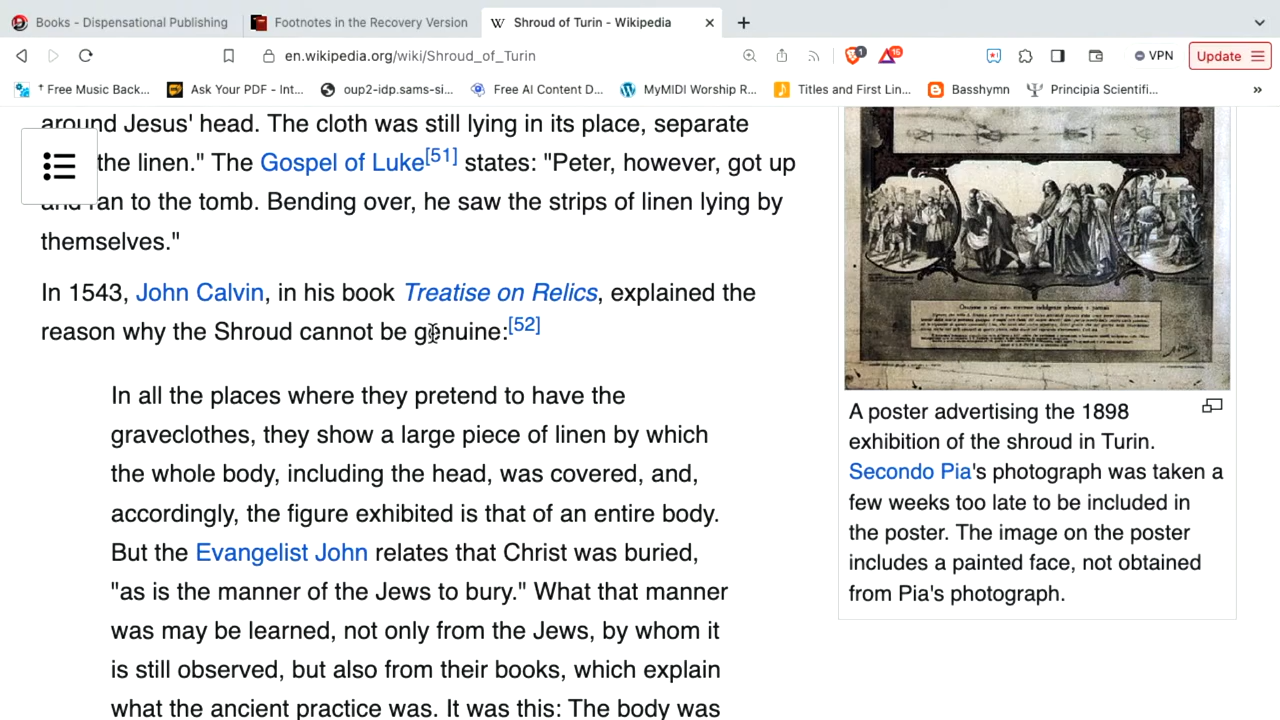 Books - Dispensational Publishing
Footnotes in the Recovery Version
W Shroud of Turin - Wikipedia
en.wikipedia.org/wiki/Shroud_of_Turin
1
16
VPN
Update
† Free Music Back...
Ask Your PDF - Int...
oup2-idp.sams-si...
Free AI Content D...
MyMIDI Worship R...
Titles and First Lin...
Basshymn
Principia Scientifi...
»
around Jesus' head. The cloth was still lying in its place, separate
the linen." The Gospel of Luke[51] states: "Peter, however, got up
and ran to the tomb. Bending over, he saw the strips of linen lying by
themselves."
In 1543, John Calvin, in his book Treatise on Relics, explained the
reason why the Shroud cannot be genuine:[52]
In all the places where they pretend to have the
graveclothes, they show a large piece of linen by which
the whole body, including the head, was covered, and,
accordingly, the figure exhibited is that of an entire body.
But the Evangelist John relates that Christ was buried,
"as is the manner of the Jews to bury." What that manner
was may be learned, not only from the Jews, by whom it
is still observed, but also from their books, which explain
what the ancient practice was. It was this: The body was
A poster advertising the 1898
exhibition of the shroud in Turin.
Secondo Pia's photograph was taken a
few weeks too late to be included in
the poster. The image on the poster
includes a painted face, not obtained
from Pia's photograph.